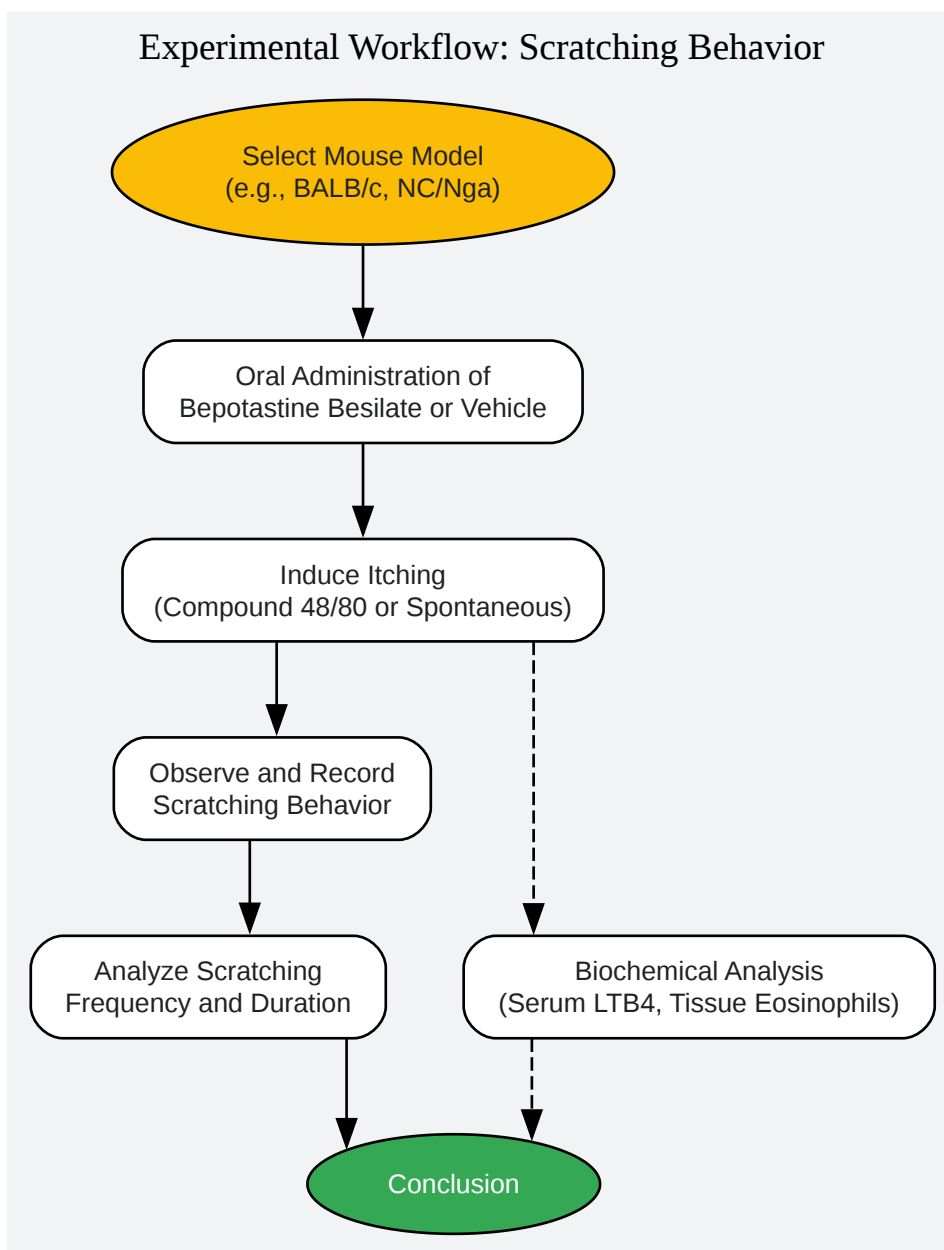 Experimental Workflow: Scratching Behavior
Select Mouse Model
(e.g., BALB/c, NC/Nga)
Oral Administration of
Bepotastine Besilate or Vehicle
Induce Itching
(Compound 48/80 or Spontaneous)
Observe and Record
Scratching Behavior
Analyze Scratching
Frequency and Duration
Biochemical Analysis
(Serum LTB4, Tissue Eosinophils)
Conclusion